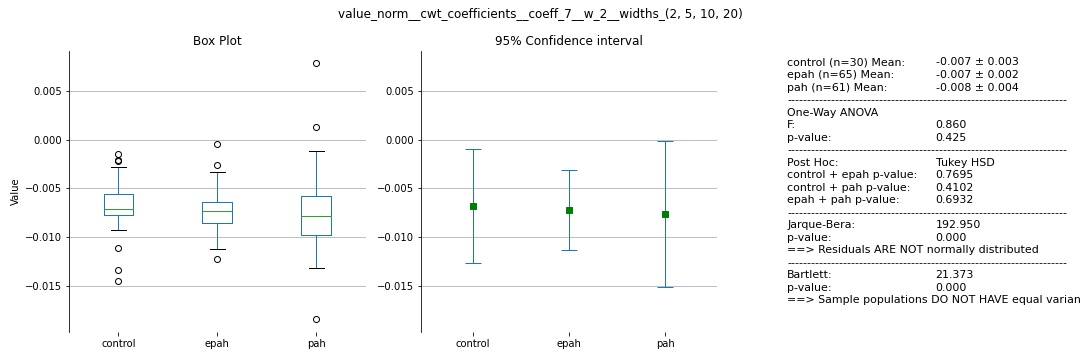 value_norm__cwt_coefficients__coeff_7__w_2__widths_(2, 5, 10, 20)
Box Plot
Value
0.005
0.000
−0.005
−0.010
−0.015
control
epah
pah
95% Confidence interval
0.005
0.000
−0.005
−0.010
−0.015
control
epah
pah
control (n=30) Mean: -0.007 ± 0.003
epah (n=65) Mean: -0.007 ± 0.002
pah (n=61) Mean: -0.008 ± 0.004
One-Way ANOVA
F: 0.860
p-value: 0.425
Post Hoc: Tukey HSD
control + epah p-value: 0.7695
control + pah p-value: 0.4102
epah + pah p-value: 0.6932
Jarque-Bera: 192.950
p-value: 0.000
==> Residuals ARE NOT normally distributed
Bartlett: 21.373
p-value: 0.000
==> Sample populations DO NOT HAVE equal varian